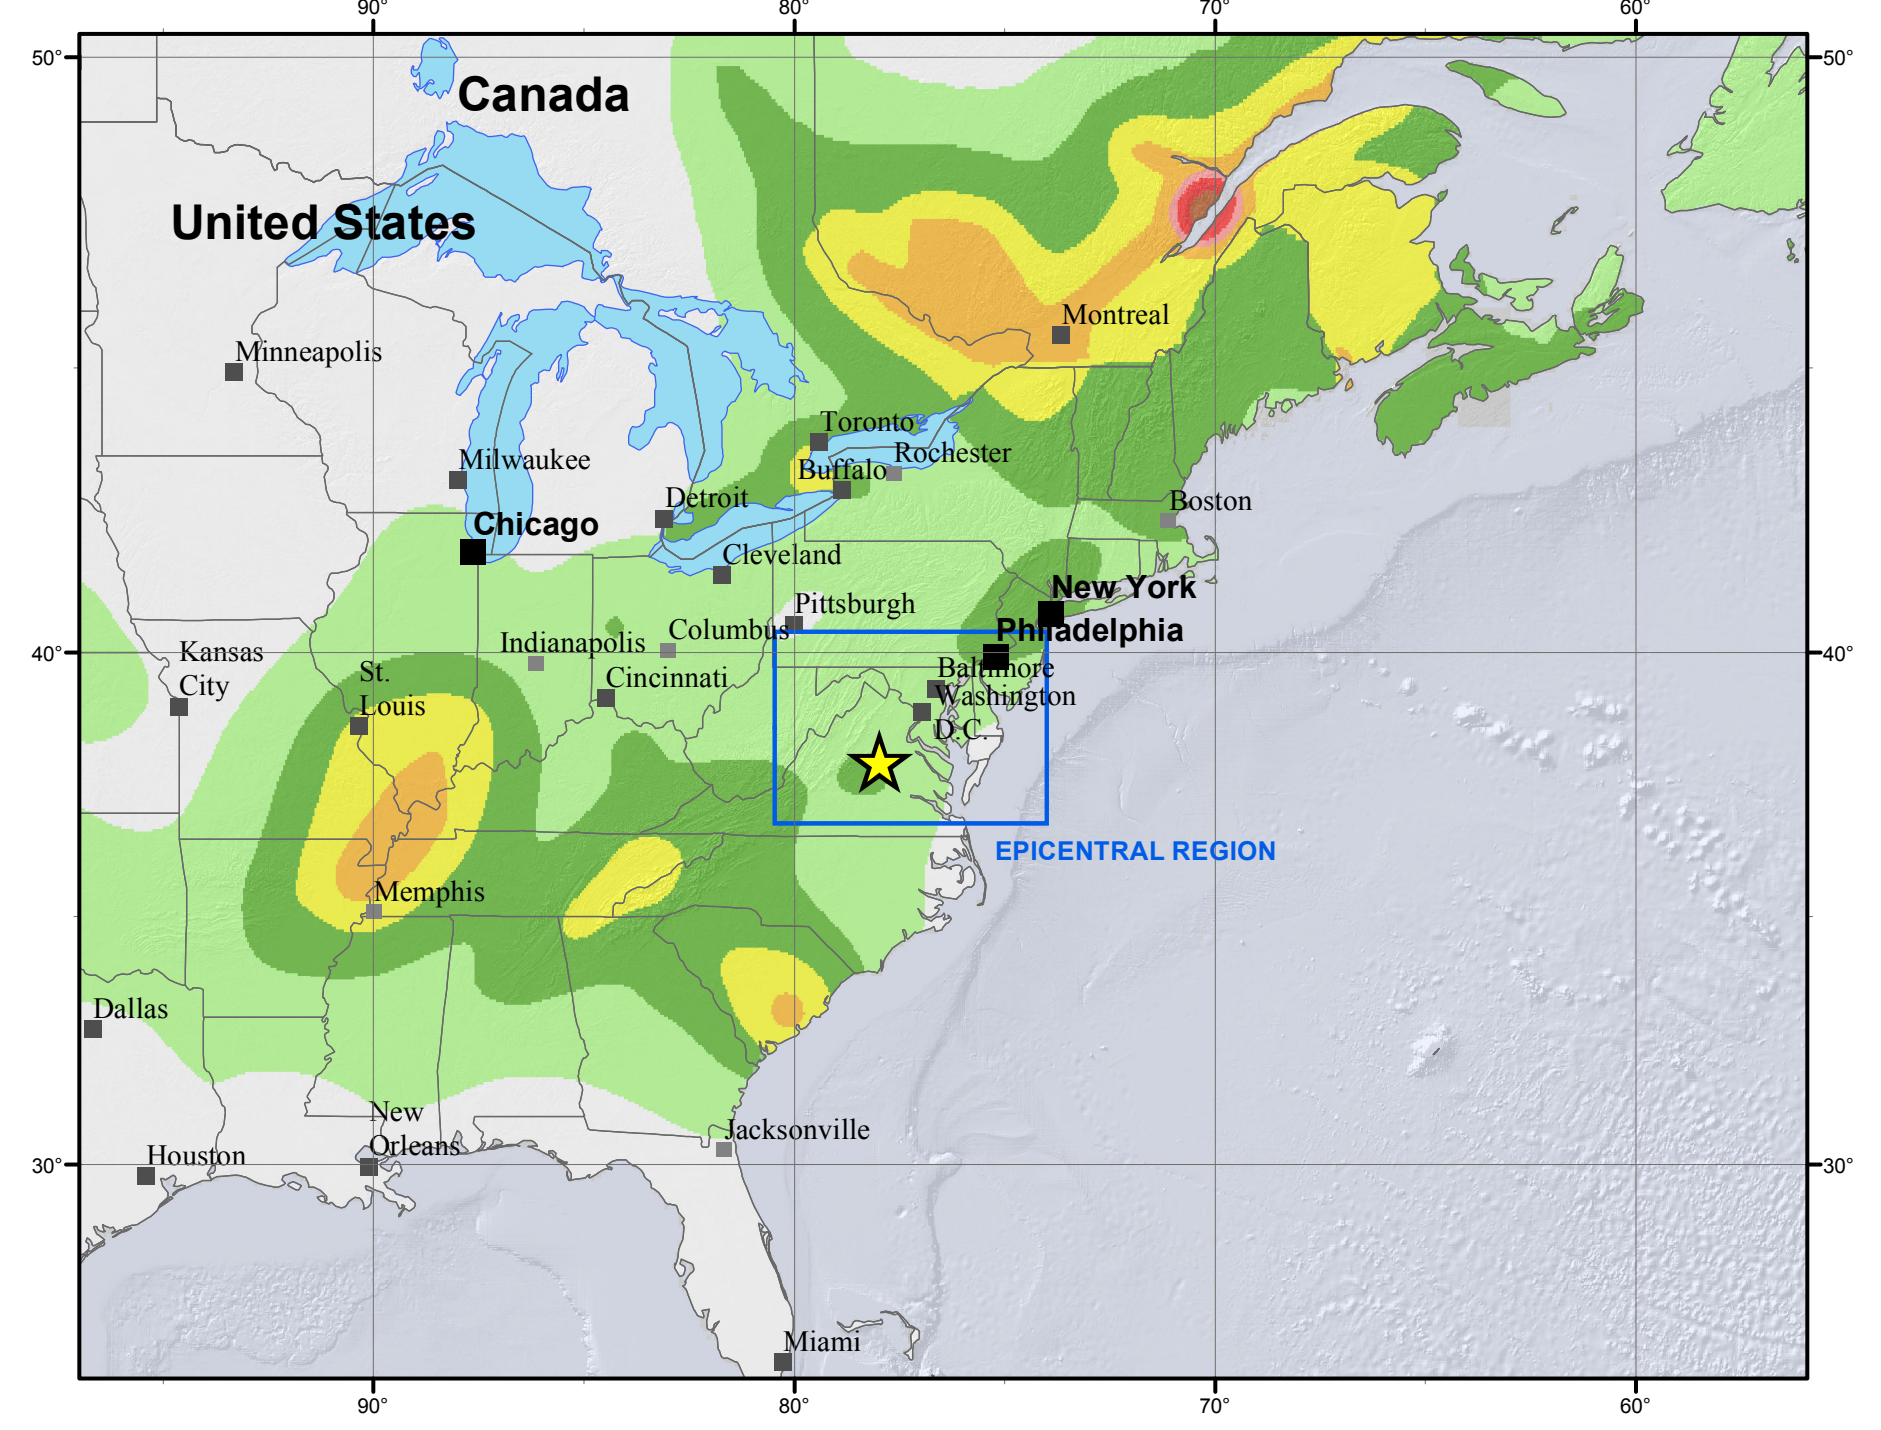 90°
80°
70°
60°
50°
50°
Canada
United States
Montreal
Minneapolis
Toronto
Rochester
Milwaukee
Buffalo
Detroit
Boston
Chicago
Cleveland
New York
Pittsburgh
Philadelphia
Columbus
Indianapolis
40°
40°
Kansas
City
St.
Louis
Cincinnati
Baltimore
Washington
D.C.
EPICENTRAL REGION
Memphis
Dallas
New
Orleans
Jacksonville
Houston
30°
30°
Miami
90°
80°
70°
60°